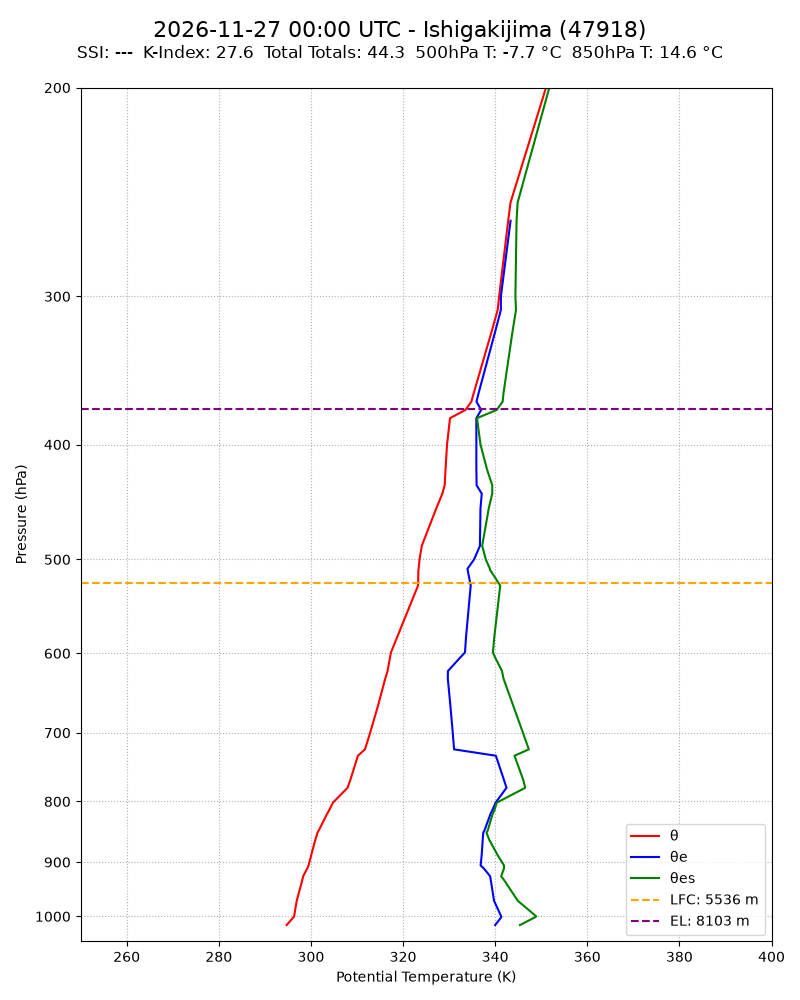 2026-11-27 00:00 UTC - Ishigakijima (47918)
SSI: --- K-Index: 27.6 Total Totals: 44.3 500hPa T: -7.7 °C 850hPa T: 14.6 °C
200
300
400
500
600
700
800
900
1000
Pressure (hPa)
θ
θe
θes
LFC: 5536 m
EL: 8103 m
260 280 300 320 340 360 380 400
Potential Temperature (K)